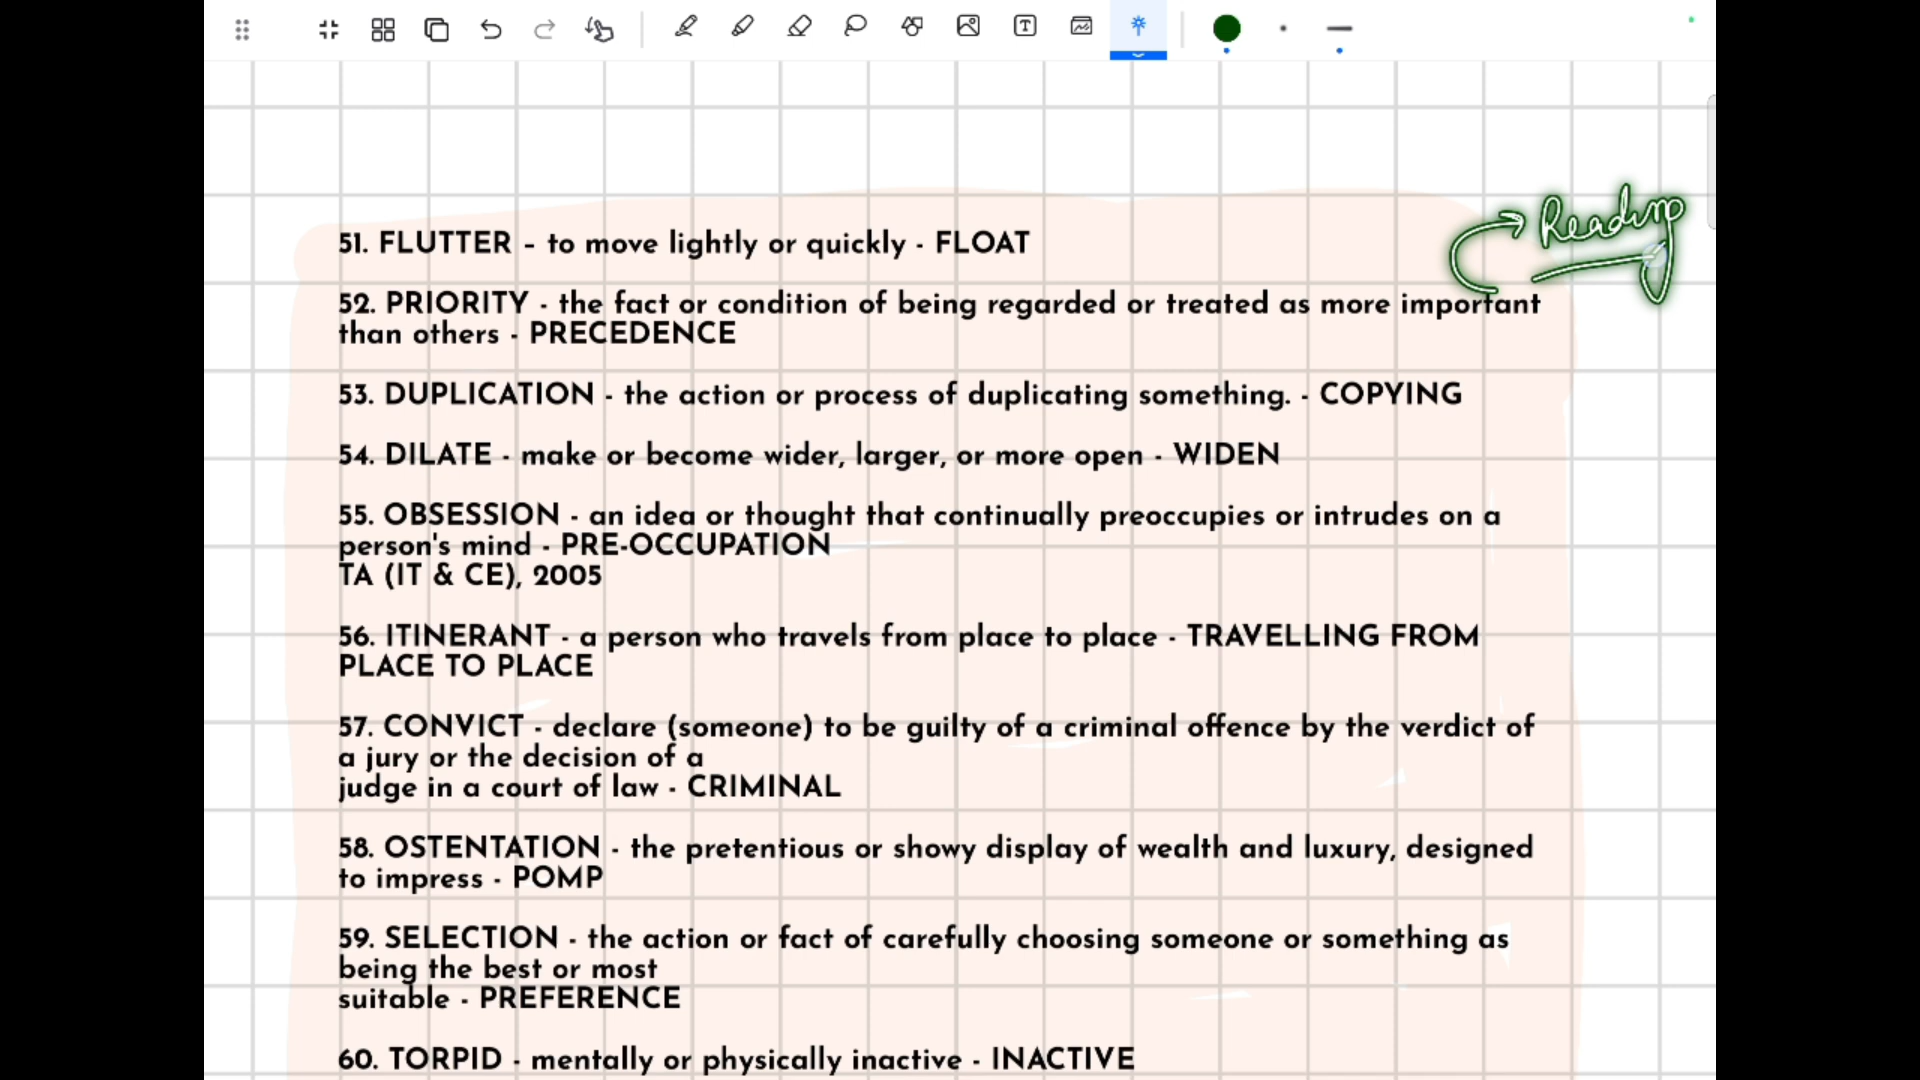 Reading
51. FLUTTER – to move lightly or quickly - FLOAT
52. PRIORITY - the fact or condition of being regarded or treated as more important
than others - PRECEDENCE
53. DUPLICATION - the action or process of duplicating something. - COPYING
54. DILATE - make or become wider, larger, or more open - WIDEN
55. OBSESSION - an idea or thought that continually preoccupies or intrudes on a
person's mind - PRE-OCCUPATION
TA (IT & CE), 2005
56. ITINERANT - a person who travels from place to place - TRAVELLING FROM
PLACE TO PLACE
57. CONVICT - declare (someone) to be guilty of a criminal offence by the verdict of
a jury or the decision of a
judge in a court of law - CRIMINAL
58. OSTENTATION - the pretentious or showy display of wealth and luxury, designed
to impress - POMP
59. SELECTION - the action or fact of carefully choosing someone or something as
being the best or most
suitable - PREFERENCE
60. TORPID - mentally or physically inactive - INACTIVE